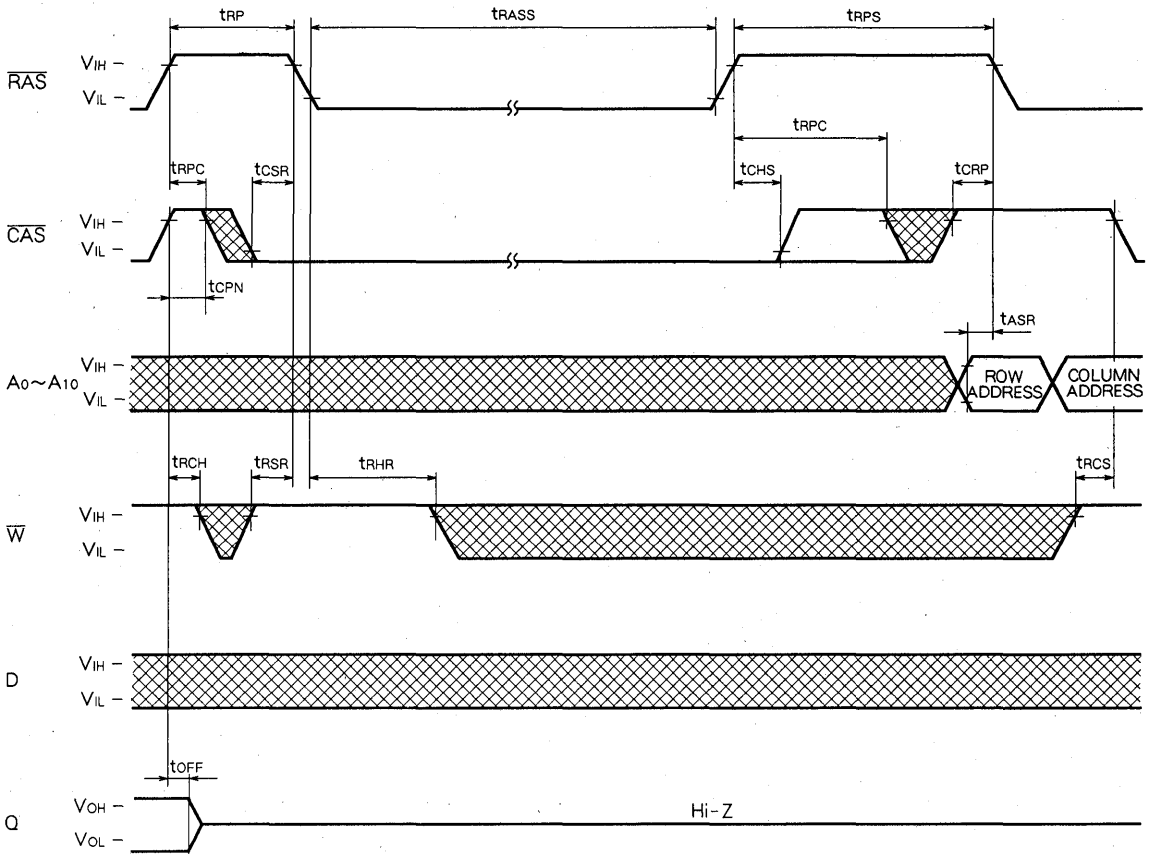 tRP tRASS tRPS
RAS VIH –
VIL –
tRPC tCSR tRPC tCHS tCRP
CAS VIH –
VIL –
tCPN tASR
A0~A10 VIH –
VIL –
ROW ADDRESS
COLUMN ADDRESS
tRCH tRSR tRHR tRCS
W VIH –
VIL –
D VIH –
VIL –
tOFF
Q VOH –
VOL –
Hi-Z